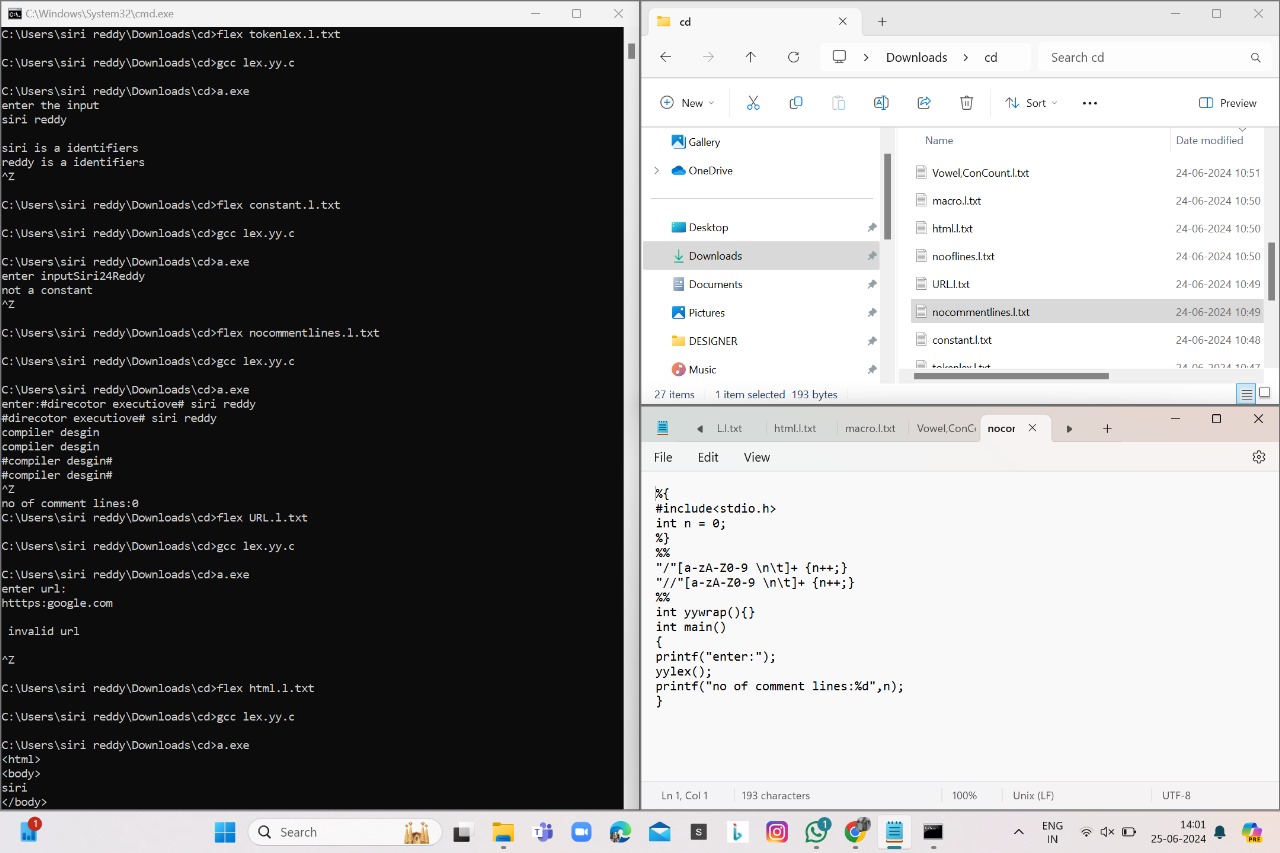 C:\Windows\System32\cmd.exe
C:\Users\siri reddy\Downloads\cd>flex tokenlex.l.txt
C:\Users\siri reddy\Downloads\cd>gcc lex.yy.c
C:\Users\siri reddy\Downloads\cd>a.exe
enter the input
siri reddy
siri is a identifiers
reddy is a identifiers
^Z
C:\Users\siri reddy\Downloads\cd>flex constant.l.txt
C:\Users\siri reddy\Downloads\cd>gcc lex.yy.c
C:\Users\siri reddy\Downloads\cd>a.exe
enter inputSiri24Reddy
not a constant
^Z
C:\Users\siri reddy\Downloads\cd>flex nocommentlines.l.txt
C:\Users\siri reddy\Downloads\cd>gcc lex.yy.c
C:\Users\siri reddy\Downloads\cd>a.exe
enter:#direcotor executiove# siri reddy
#direcotor executiove# siri reddy
compiler desgin
compiler desgin
#compiler desgin#
#compiler desgin#
^Z
no of comment lines:0
C:\Users\siri reddy\Downloads\cd>flex URL.l.txt
C:\Users\siri reddy\Downloads\cd>gcc lex.yy.c
C:\Users\siri reddy\Downloads\cd>a.exe
enter url:
httts:google.com
invalid url
^Z
C:\Users\siri reddy\Downloads\cd>flex html.l.txt
C:\Users\siri reddy\Downloads\cd>gcc lex.yy.c
C:\Users\siri reddy\Downloads\cd>a.exe
<html>
<body>
siri
</body>
cd
Downloads > cd
Search cd
New
Sort
Preview
Gallery
OneDrive
Desktop
Downloads
Documents
Pictures
DESIGNER
Music
Name Date modified
Vowel,ConCount.l.txt 24-06-2024 10:51
macro.l.txt 24-06-2024 10:50
html.l.txt 24-06-2024 10:50
nooflines.l.txt 24-06-2024 10:50
URL.l.txt 24-06-2024 10:49
nocommentlines.l.txt 24-06-2024 10:49
constant.l.txt 24-06-2024 10:48
tokenlex.l.txt 24-06-2024 10:47
27 items 1 item selected 193 bytes
L.l.txt html.l.txt macro.l.txt Vowel,ConC nocor
File Edit View
%{
#include<stdio.h>
int n = 0;
%}
%%
"/"[a-zA-Z0-9 \n\t]+ {n++;}
"//"[a-zA-Z0-9 \n\t]+ {n++;}
%%
int yywrap(){}
int main()
{
printf("enter:");
yylex();
printf("no of comment lines:%d",n);
}
Ln 1, Col 1 193 characters 100% Unix (LF) UTF-8
1
Search
S
b
1
ENG
IN
14:01
25-06-2024
PRE